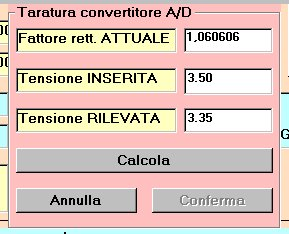 Taratura convertitore A/D
Fattore rett. ATTUALE 1,060606
Tensione INSERITA 3.50
Tensione RILEVATA 3.35
Calcola
Annulla Conferma